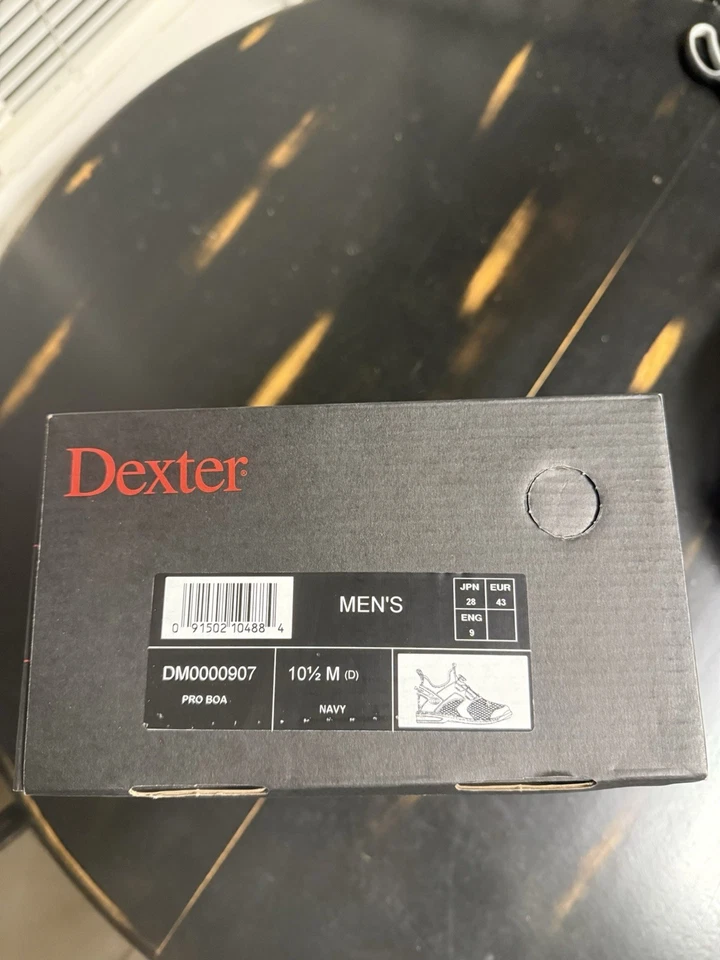 Dexter®
0 91502 10488 4
MEN'S
JPN EUR
28 43
ENG
9
DM0000907
PRO BOA
10½ M (D)
NAVY